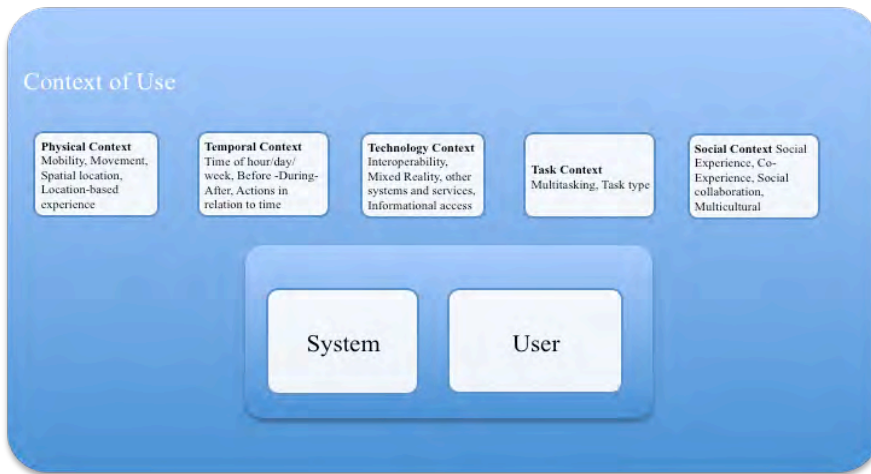 Context of Use
Physical Context
Mobility, Movement,
Spatial location,
Location-based
experience
Temporal Context
Time of hour/day/
week, Before -During-
After, Actions in
relation to time
Technology Context
Interoperability,
Mixed Reality, other
systems and services,
Informational access
Task Context
Multitasking, Task type
Social Context Social
Experience, Co-
Experience, Social
collaboration,
Multicultural
System
User